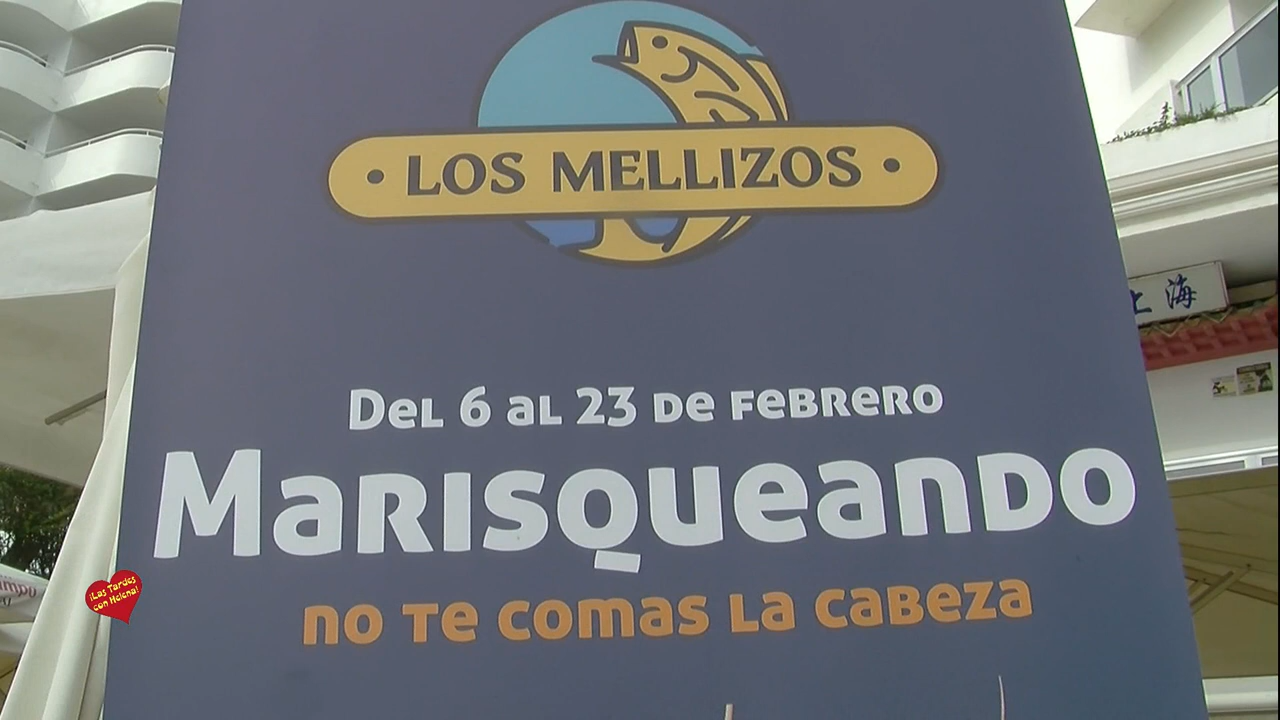 LOS MELLIZOS
上海
DEL 6 AL 23 DE FEBRERO
MARISQUEANDO
NO TE COMAS LA CABEZA
¡Las Tardes
con Helena!